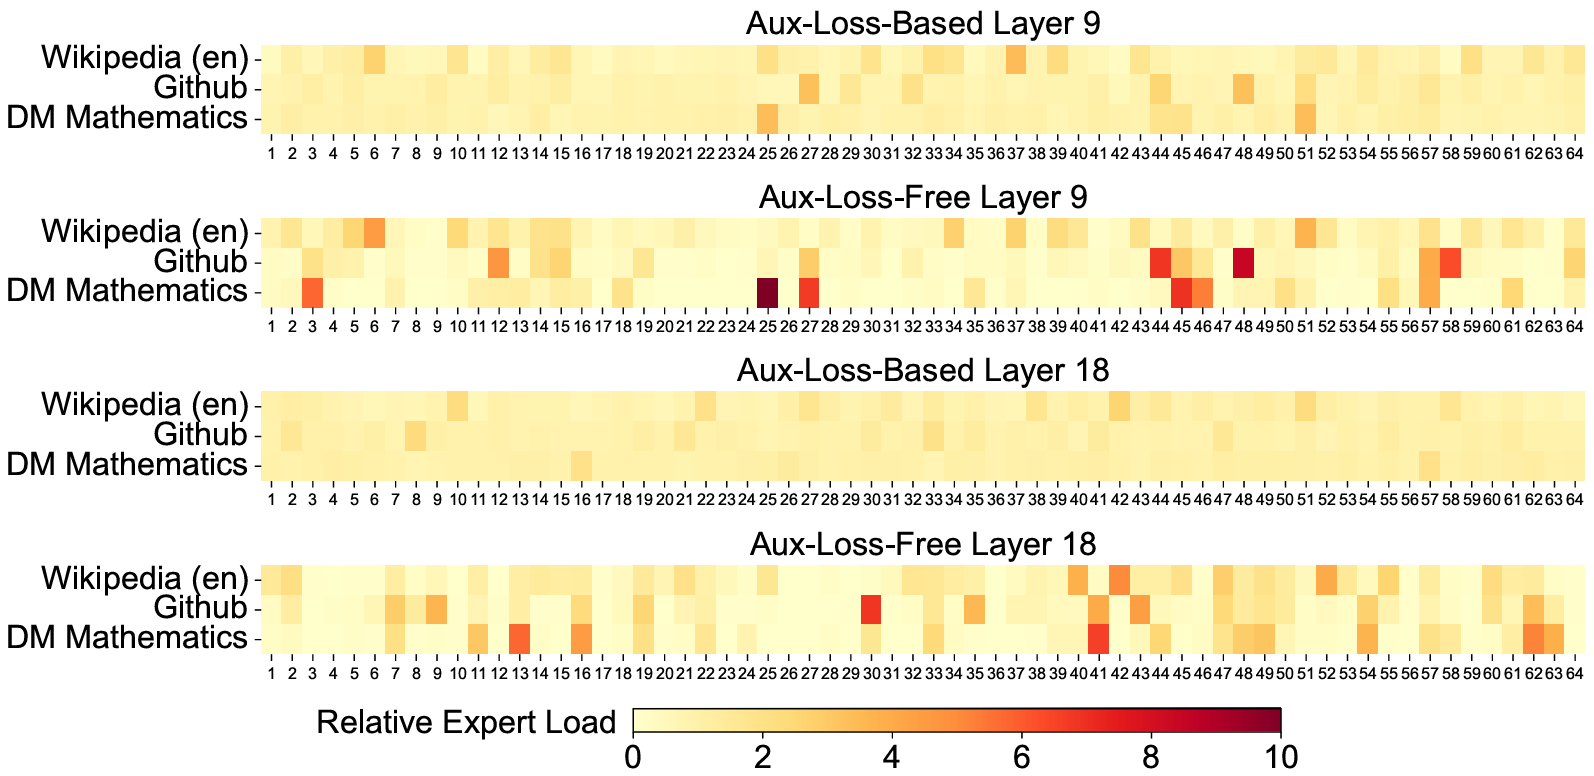 Aux-Loss-Based Layer 9
Wikipedia (en)
Github
DM Mathematics
1 2 3 4 5 6 7 8 9 10 11 12 13 14 15 16 17 18 19 20 21 22 23 24 25 26 27 28 29 30 31 32 33 34 35 36 37 38 39 40 41 42 43 44 45 46 47 48 49 50 51 52 53 54 55 56 57 58 59 60 61 62 63 64
Aux-Loss-Free Layer 9
Wikipedia (en)
Github
DM Mathematics
1 2 3 4 5 6 7 8 9 10 11 12 13 14 15 16 17 18 19 20 21 22 23 24 25 26 27 28 29 30 31 32 33 34 35 36 37 38 39 40 41 42 43 44 45 46 47 48 49 50 51 52 53 54 55 56 57 58 59 60 61 62 63 64
Aux-Loss-Based Layer 18
Wikipedia (en)
Github
DM Mathematics
1 2 3 4 5 6 7 8 9 10 11 12 13 14 15 16 17 18 19 20 21 22 23 24 25 26 27 28 29 30 31 32 33 34 35 36 37 38 39 40 41 42 43 44 45 46 47 48 49 50 51 52 53 54 55 56 57 58 59 60 61 62 63 64
Aux-Loss-Free Layer 18
Wikipedia (en)
Github
DM Mathematics
1 2 3 4 5 6 7 8 9 10 11 12 13 14 15 16 17 18 19 20 21 22 23 24 25 26 27 28 29 30 31 32 33 34 35 36 37 38 39 40 41 42 43 44 45 46 47 48 49 50 51 52 53 54 55 56 57 58 59 60 61 62 63 64
Relative Expert Load
0 2 4 6 8 10